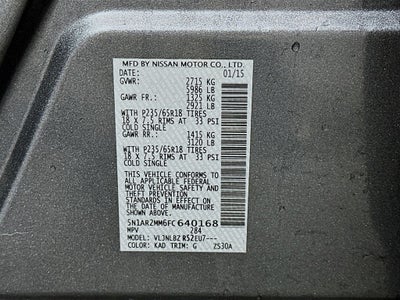 MFD BY NISSAN MOTOR CO., LTD.
DATE: 01/15
GVWR: 2715 KG
5986 LB
GAWR FR.: 1325 KG
2921 LB
WITH P235/65R18 TIRES
18 X 7.5 RIMS AT 33 PSI
COLD SINGLE
GAWR RR.: 1415 KG
3120 LB
WITH P235/65R18 TIRES
18 X 7.5 RIMS AT 33 PSI
COLD SINGLE
THIS VEHICLE CONFORMS TO
ALL APPLICABLE FEDERAL
MOTOR VEHICLE SAFETY
AND THEFT PREVENTION
STANDARDS IN EFFECT ON
THE DATE OF MANUFACTURE
SHOWN ABOVE.
5N1AR2MM6FC640168
MPV 284
MODEL: VLJNLBZ R52EU7---
COLOR: KAD TRIM: G ZS30A